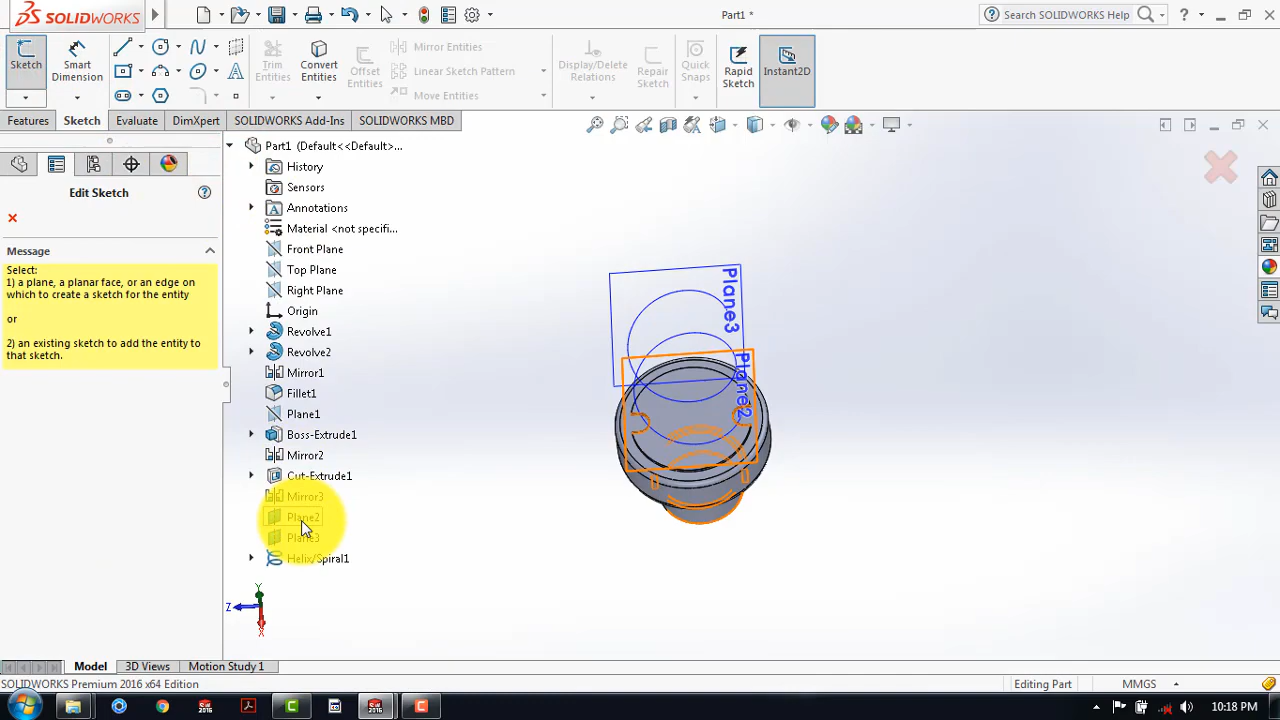 SOLIDWORKS
Part1 *
Search SOLIDWORKS Help
Sketch
Smart Dimension
Trim Entities
Convert Entities
Offset Entities
Mirror Entities
Linear Sketch Pattern
Move Entities
Display/Delete Relations
Repair Sketch
Quick Snaps
Rapid Sketch
Instant2D
Features
Sketch
Evaluate
DimXpert
SOLIDWORKS Add-Ins
SOLIDWORKS MBD
Edit Sketch
Message
Select:
1) a plane, a planar face, or an edge on
which to create a sketch for the entity
or
2) an existing sketch to add the entity to
that sketch.
Part1 (Default<<Default>...
History
Sensors
Annotations
Material <not specifi...
Front Plane
Top Plane
Right Plane
Origin
Revolve1
Revolve2
Mirror1
Fillet1
Plane1
Boss-Extrude1
Mirror2
Cut-Extrude1
Mirror3
Plane2
Plane3
Helix/Spiral1
Plane3
Plane2
Y
Z
X
Model
3D Views
Motion Study 1
SOLIDWORKS Premium 2016 x64 Edition
Editing Part
MMGS
10:18 PM